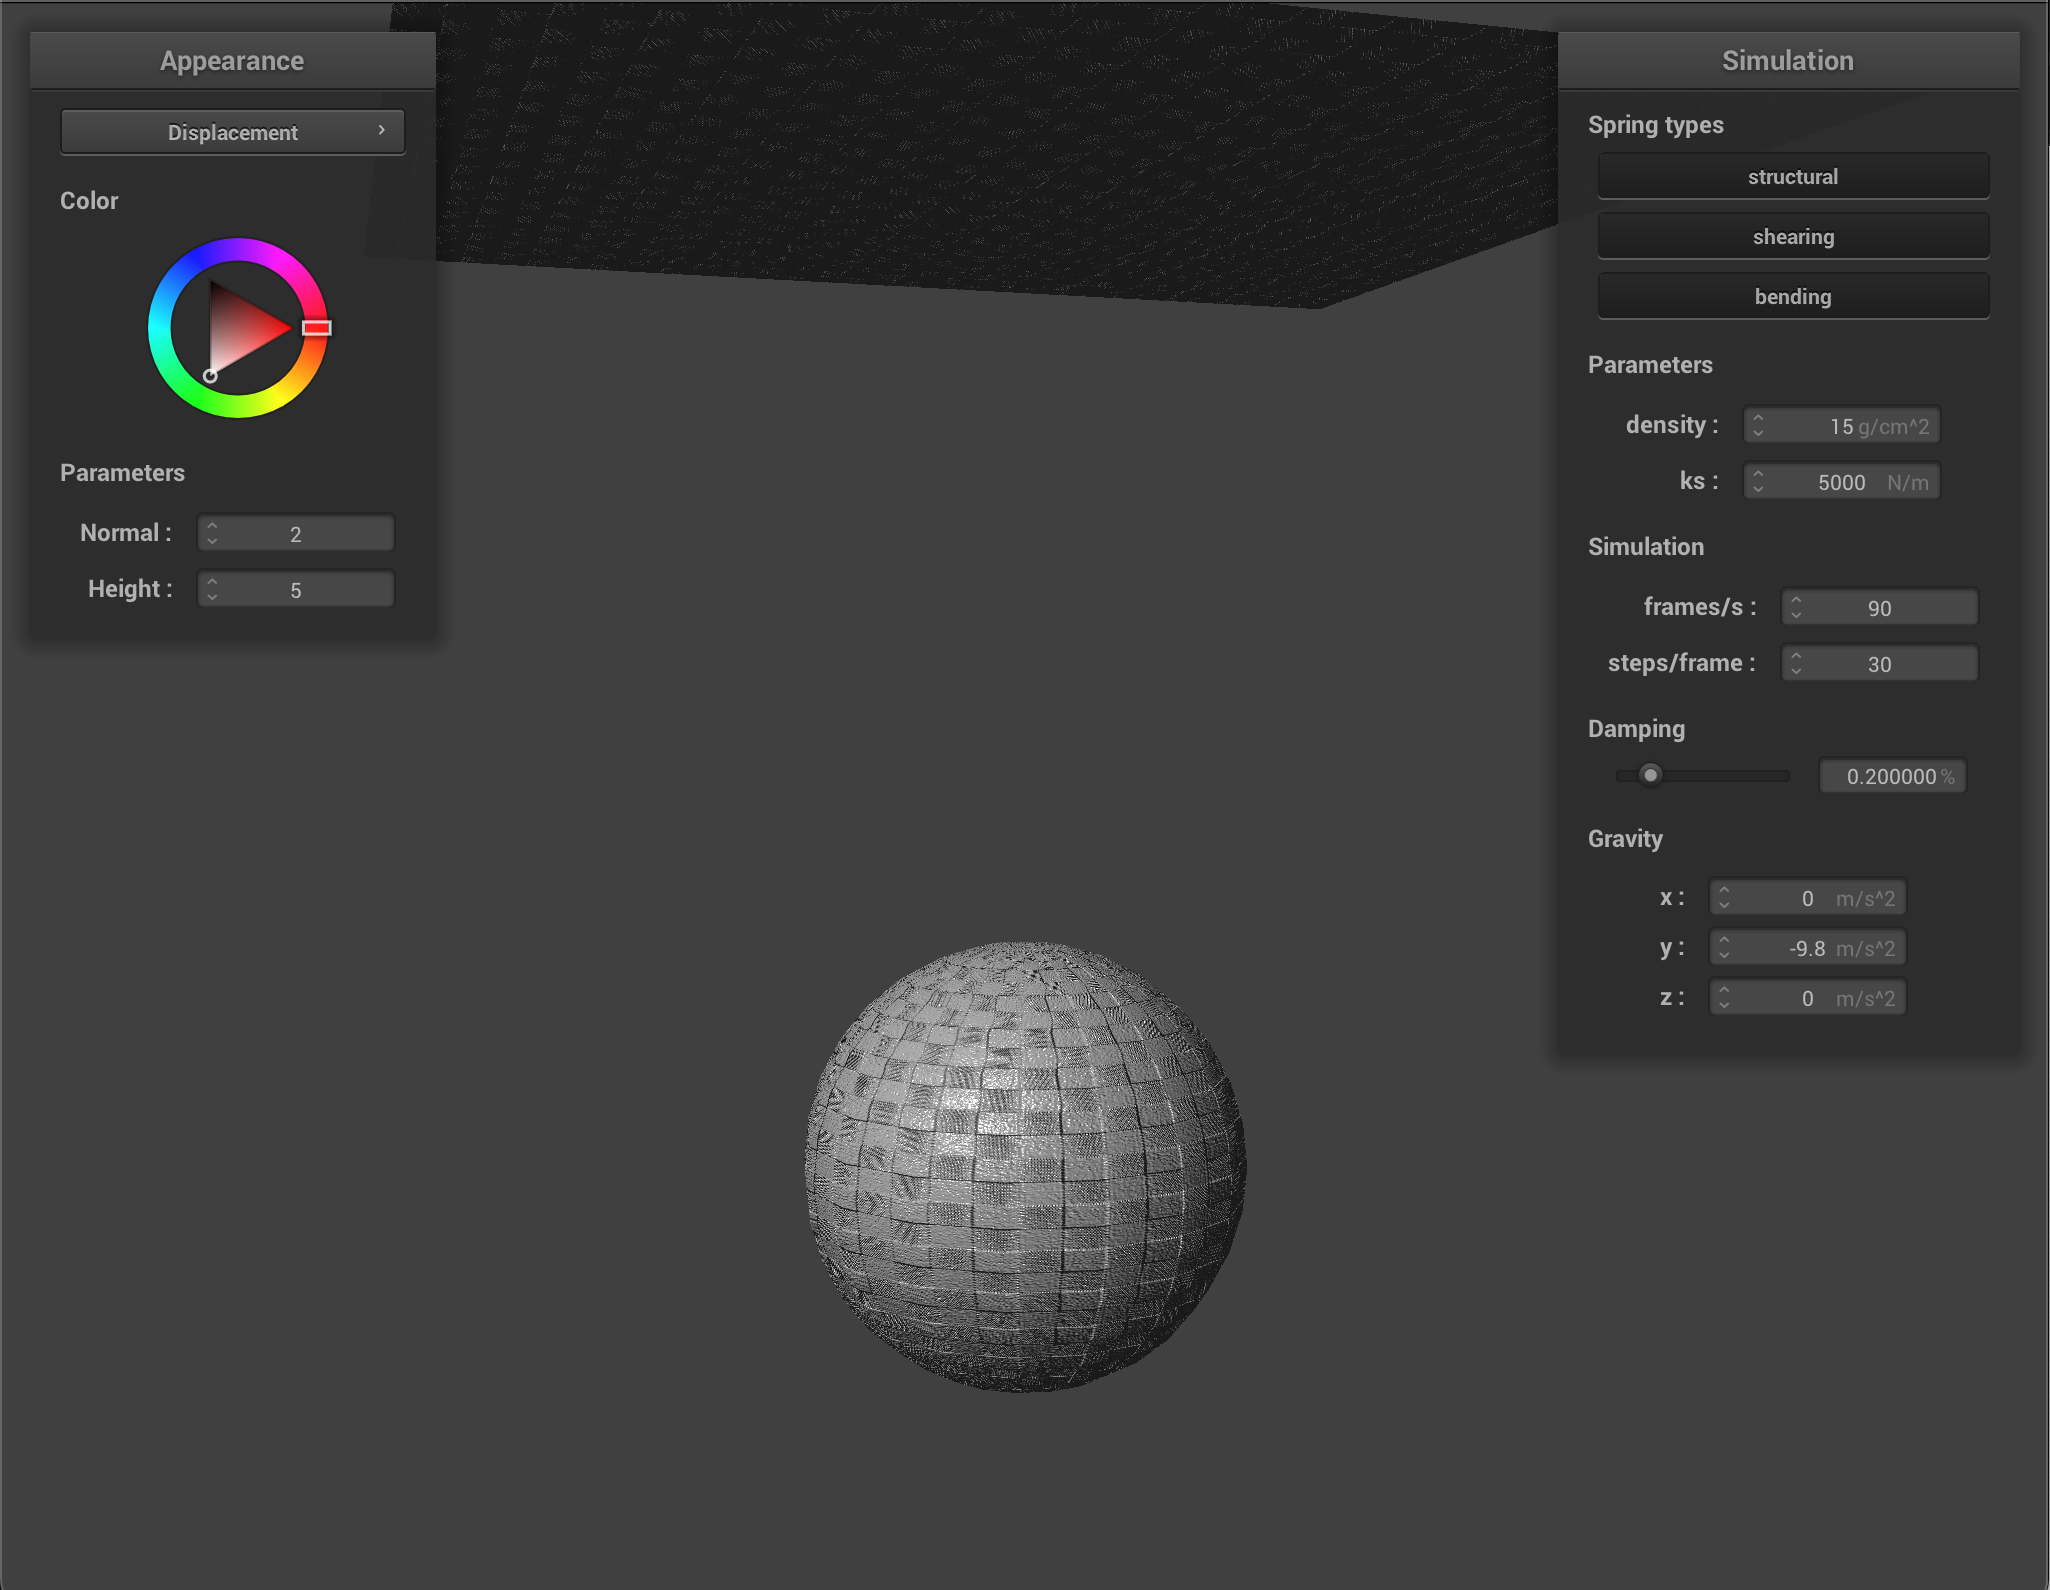 Appearance
Displacement
Color
Parameters
Normal : 2
Height : 5
Simulation
Spring types
structural
shearing
bending
Parameters
density : 15 g/cm^2
ks : 5000 N/m
Simulation
frames/s : 90
steps/frame : 30
Damping
0.200000 %
Gravity
x : 0 m/s^2
y : -9.8 m/s^2
z : 0 m/s^2